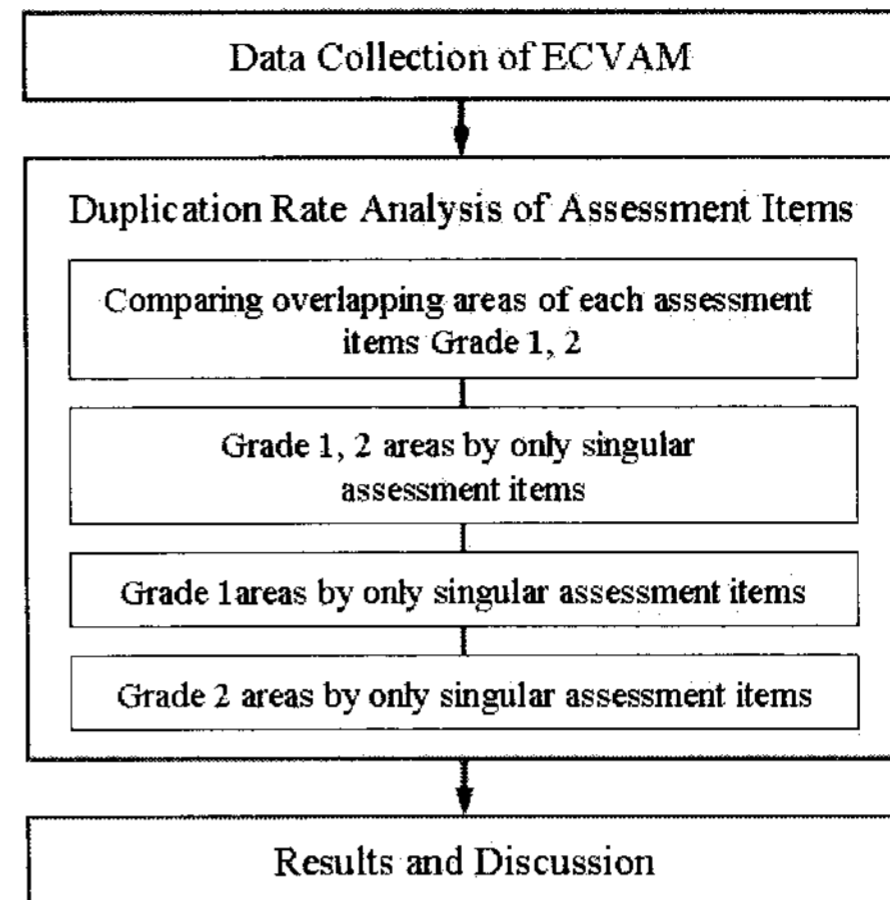 Data Collection of ECVAM
Duplication Rate Analysis of Assessment Items
Comparing overlapping areas of each assessment
items Grade 1, 2
Grade 1, 2 areas by only singular
assessment items
Grade 1areas by only singular assessment items
Grade 2 areas by only singular assessment items
Results and Discussion